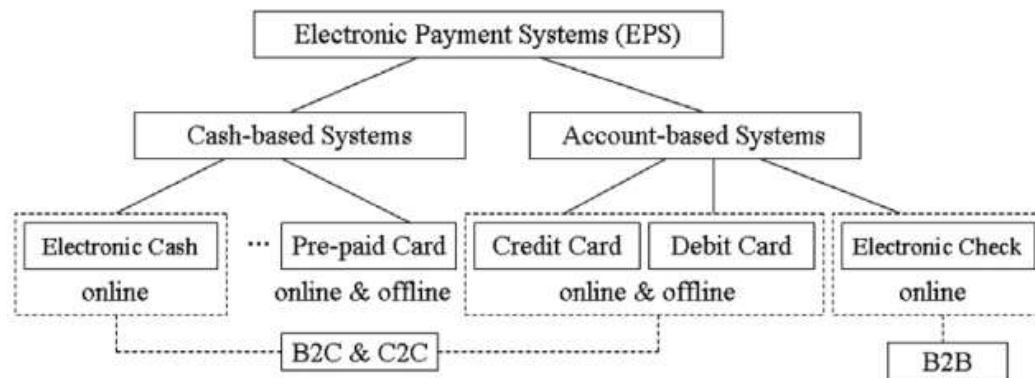 Electronic Payment Systems (EPS)
Cash-based Systems
Account-based Systems
Electronic Cash
...
Pre-paid Card
Credit Card
Debit Card
Electronic Check
online
online & offline
online & offline
online
B2C & C2C
B2B